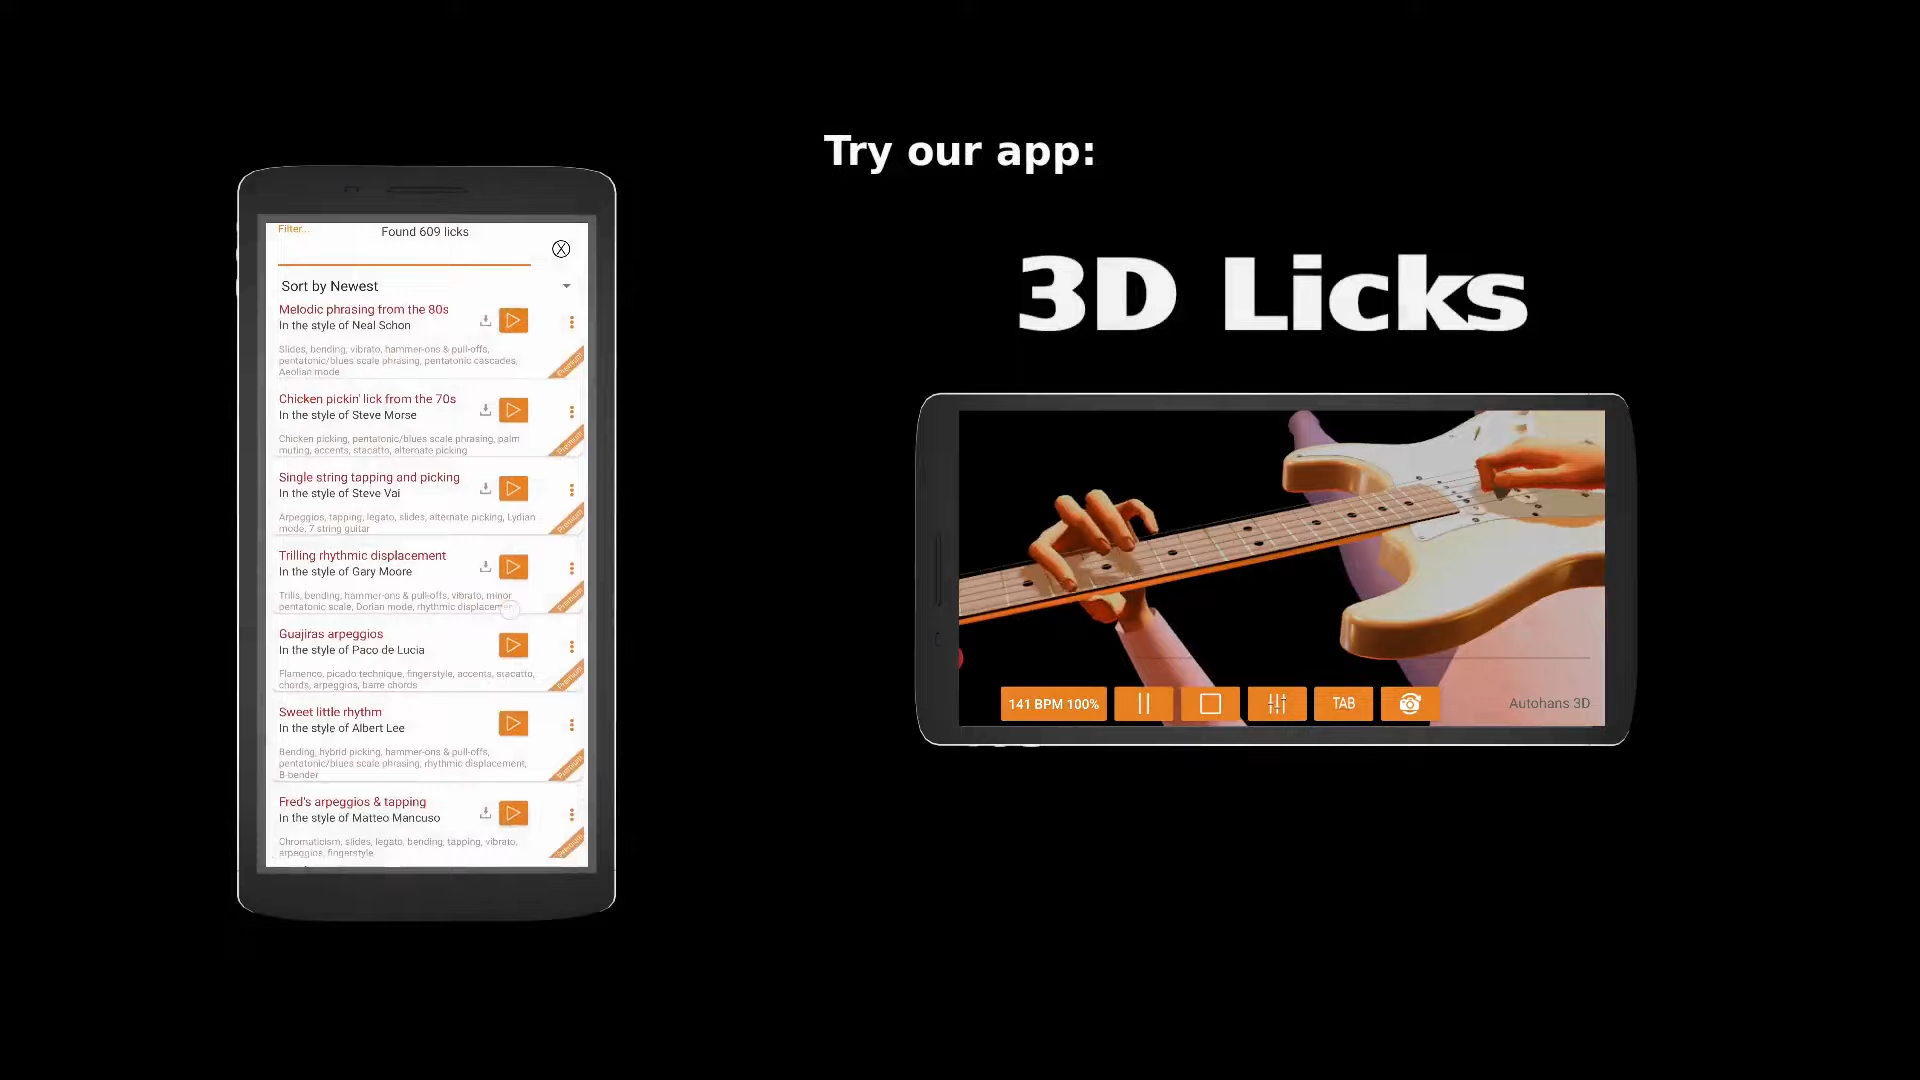 Try our app:
3D Licks
Filter...
Found 609 licks
Sort by Newest
Melodic phrasing from the 80s
In the style of Neal Schon
Slides, bending, vibrato, hammer-ons & pull-offs,
pentatonic/blues scale phrasing, pentatonic cascades,
Aeolian mode
Premium
Chicken pickin' lick from the 70s
In the style of Steve Morse
Chicken picking, pentatonic/blues scale phrasing, palm
muting, accents, stacatto, alternate picking
Premium
Single string tapping and picking
In the style of Steve Vai
Arpeggios, tapping, legato, slides, alternate picking, Lydian
mode, 7 string guitar
Premium
Trilling rhythmic displacement
In the style of Gary Moore
Trills, bending, hammer-ons & pull-offs, vibrato, minor
pentatonic scale, Dorian mode, rhythmic displacement
Premium
Guajiras arpeggios
In the style of Paco de Lucia
Flamenco, picado technique, fingerstyle, accents, stacatto,
chords, arpeggios, barre chords
Premium
Sweet little rhythm
In the style of Albert Lee
Bending, hybrid picking, hammer-ons & pull-offs,
pentatonic/blues scale phrasing, rhythmic displacement,
B-bender
Premium
Fred's arpeggios & tapping
In the style of Matteo Mancuso
Chromaticism, slides, legato, bending, tapping, vibrato,
arpeggios, fingerstyle
Premium
141 BPM 100%
TAB
Autohans 3D